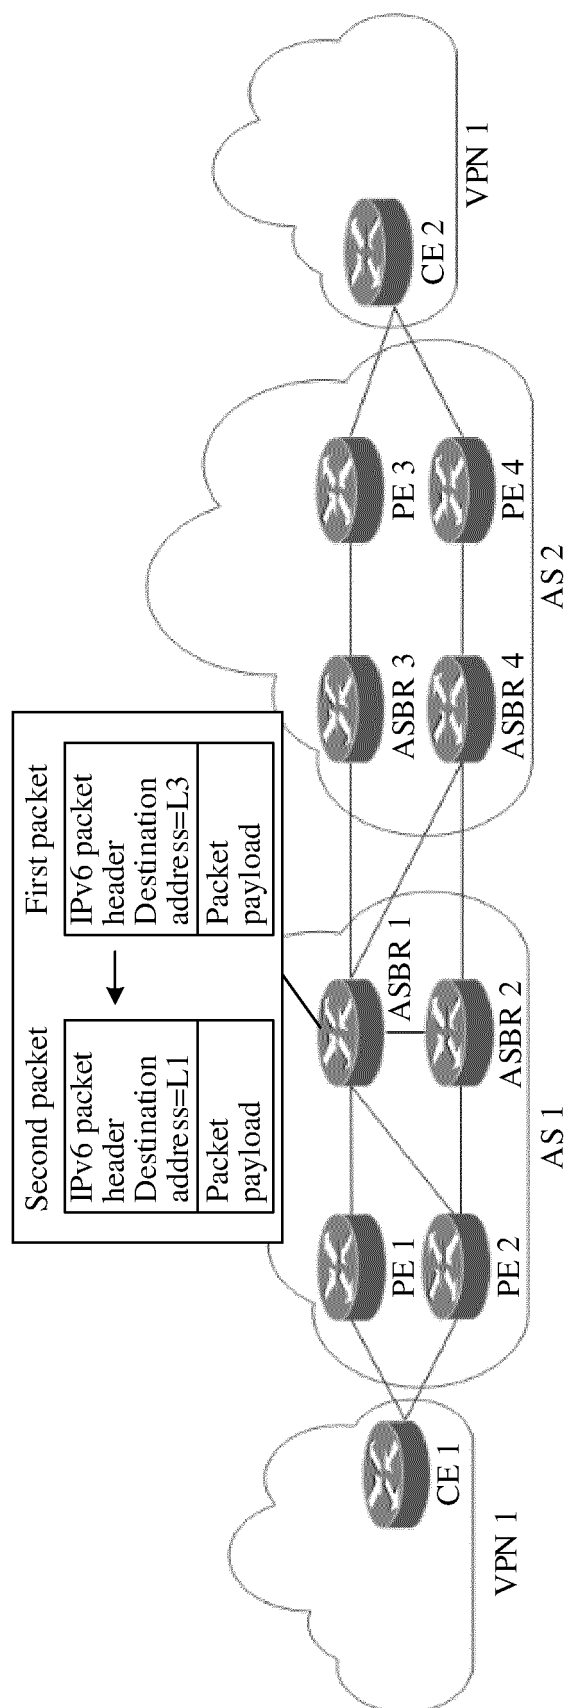 Second packet
IPv6 packet
header
Destination
address=L1
Packet
payload
First packet
IPv6 packet
header
Destination
address=L3
Packet
payload
CE 1
VPN 1
PE 1
PE 2
ASBR 1
ASBR 2
AS 1
ASBR 3
ASBR 4
PE 3
PE 4
AS 2
CE 2
VPN 1